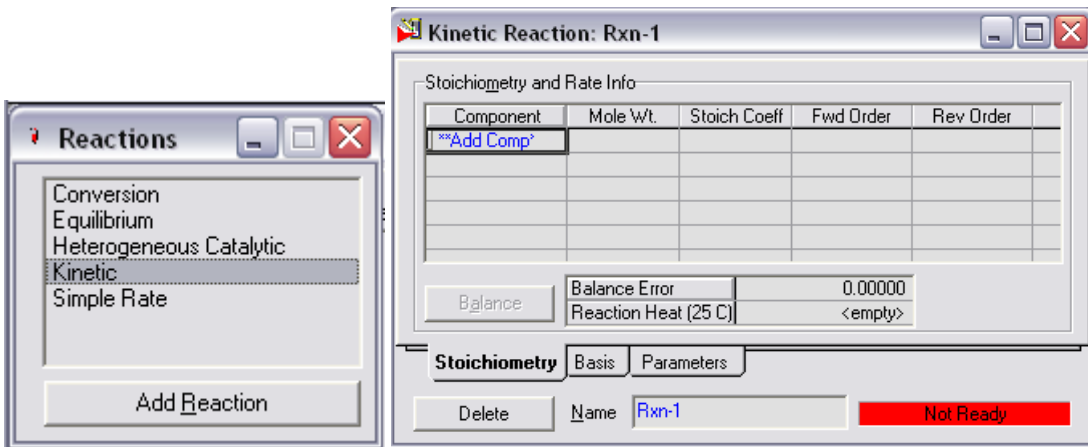 Reactions
Conversion
Equilibrium
Heterogeneous Catalytic
Kinetic
Simple Rate
Add Reaction
Kinetic Reaction: Rxn-1
Stoichiometry and Rate Info
Component Mole Wt. Stoich Coeff Fwd Order Rev Order
**Add Comp*
Balance
Balance Error 0.00000
Reaction Heat (25 C) <empty>
Stoichiometry Basis Parameters
Delete Name Rxn-1 Not Ready